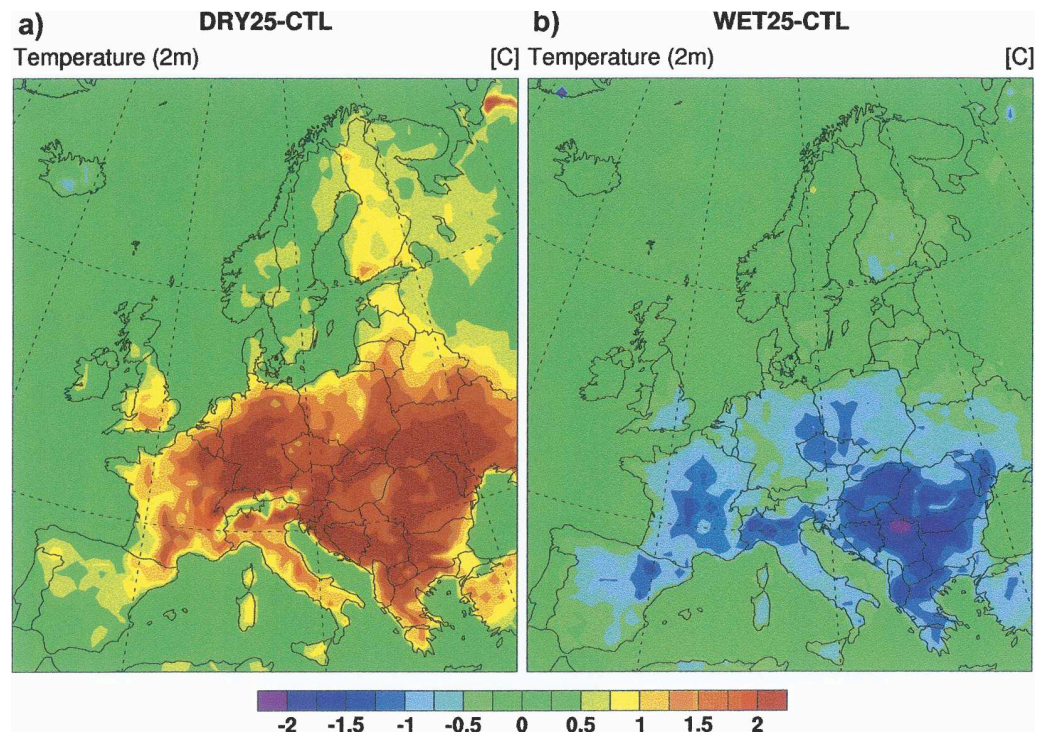 a) DRY25-CTL
Temperature (2m) [C]
b) WET25-CTL
Temperature (2m) [C]
-2 -1.5 -1 -0.5 0 0.5 1 1.5 2